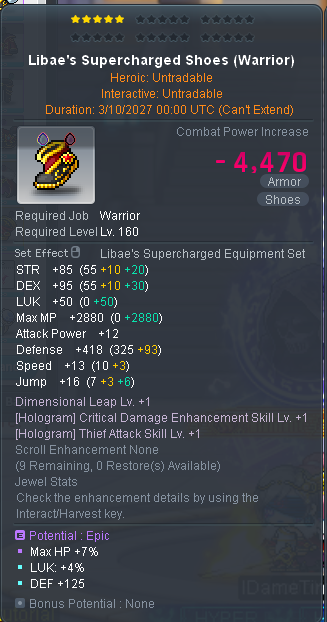 Libae's Supercharged Shoes (Warrior)
Heroic: Untradable
Interactive: Untradable
Duration: 3/10/2027 00:00 UTC (Can't Extend)
Combat Power Increase
- 4,470
Armor
Shoes
Required Job Warrior
Required Level Lv. 160
Set Effect Libae's Supercharged Equipment Set
STR +85 (55 +10 +20)
DEX +95 (55 +10 +30)
LUK +50 (0 +50)
Max MP +2880 (0 +2880)
Attack Power +12
Defense +418 (325 +93)
Speed +13 (10 +3)
Jump +16 (7 +3 +6)
Dimensional Leap Lv. +1
[Hologram] Critical Damage Enhancement Skill Lv. +1
[Hologram] Thief Attack Skill Lv. +1
Scroll Enhancement None
(9 Remaining, 0 Restore(s) Available)
Jewel Stats
Check the enhancement details by using the
Interact/Harvest key.
E Potential : Epic
Max HP +7%
LUK: +4%
DEF +125
Bonus Potential : None